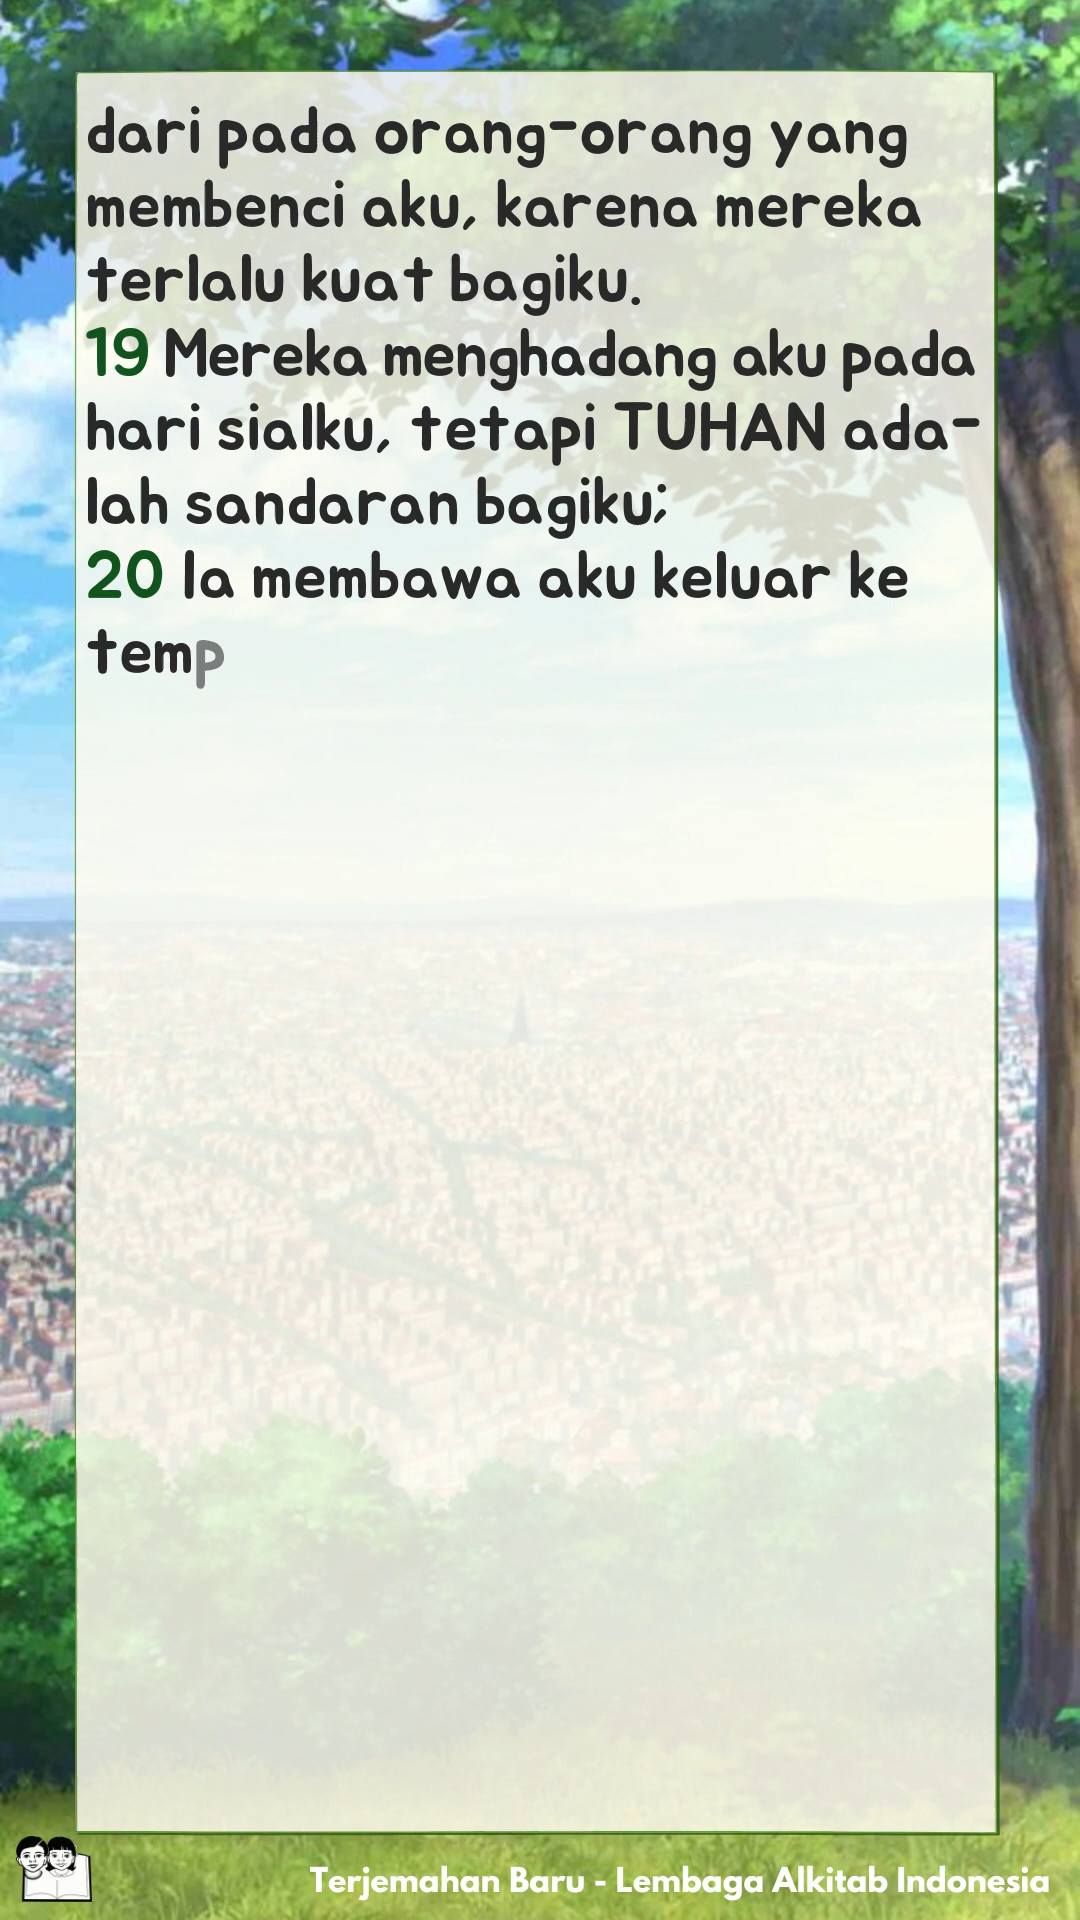 dari pada orang-orang yang
membenci aku, karena mereka
terlalu kuat bagiku.
19 Mereka menghadang aku pada
hari sialku, tetapi TUHAN ada-
lah sandaran bagiku;
20 Ia membawa aku keluar ke
temp
Terjemahan Baru - Lembaga Alkitab Indonesia